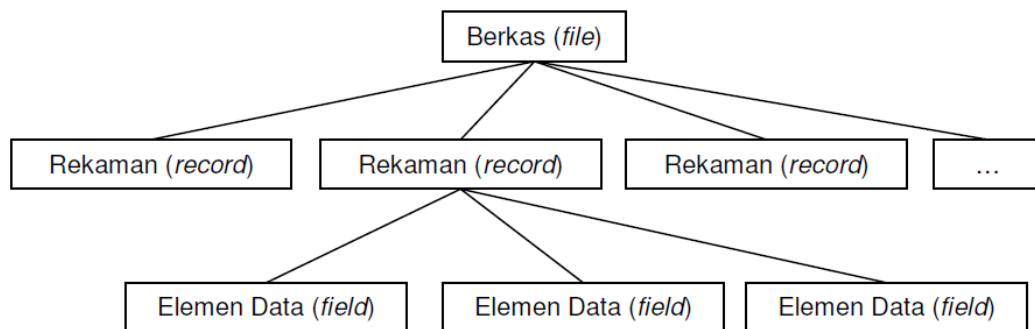 Berkas (file)
Rekaman (record)
Rekaman (record)
Rekaman (record)
...
Elemen Data (field)
Elemen Data (field)
Elemen Data (field)